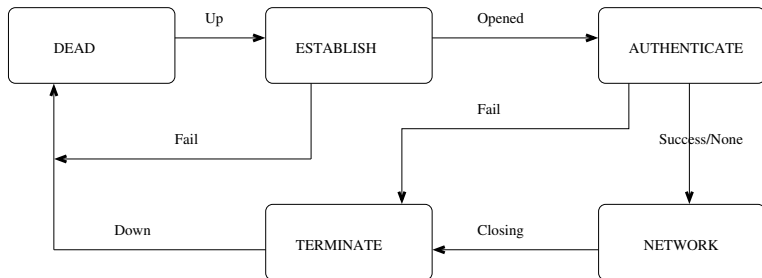 Up
Opened
DEAD
ESTABLISH
AUTHENTICATE
Fail
Fail
Success/None
Down
Closing
TERMINATE
NETWORK